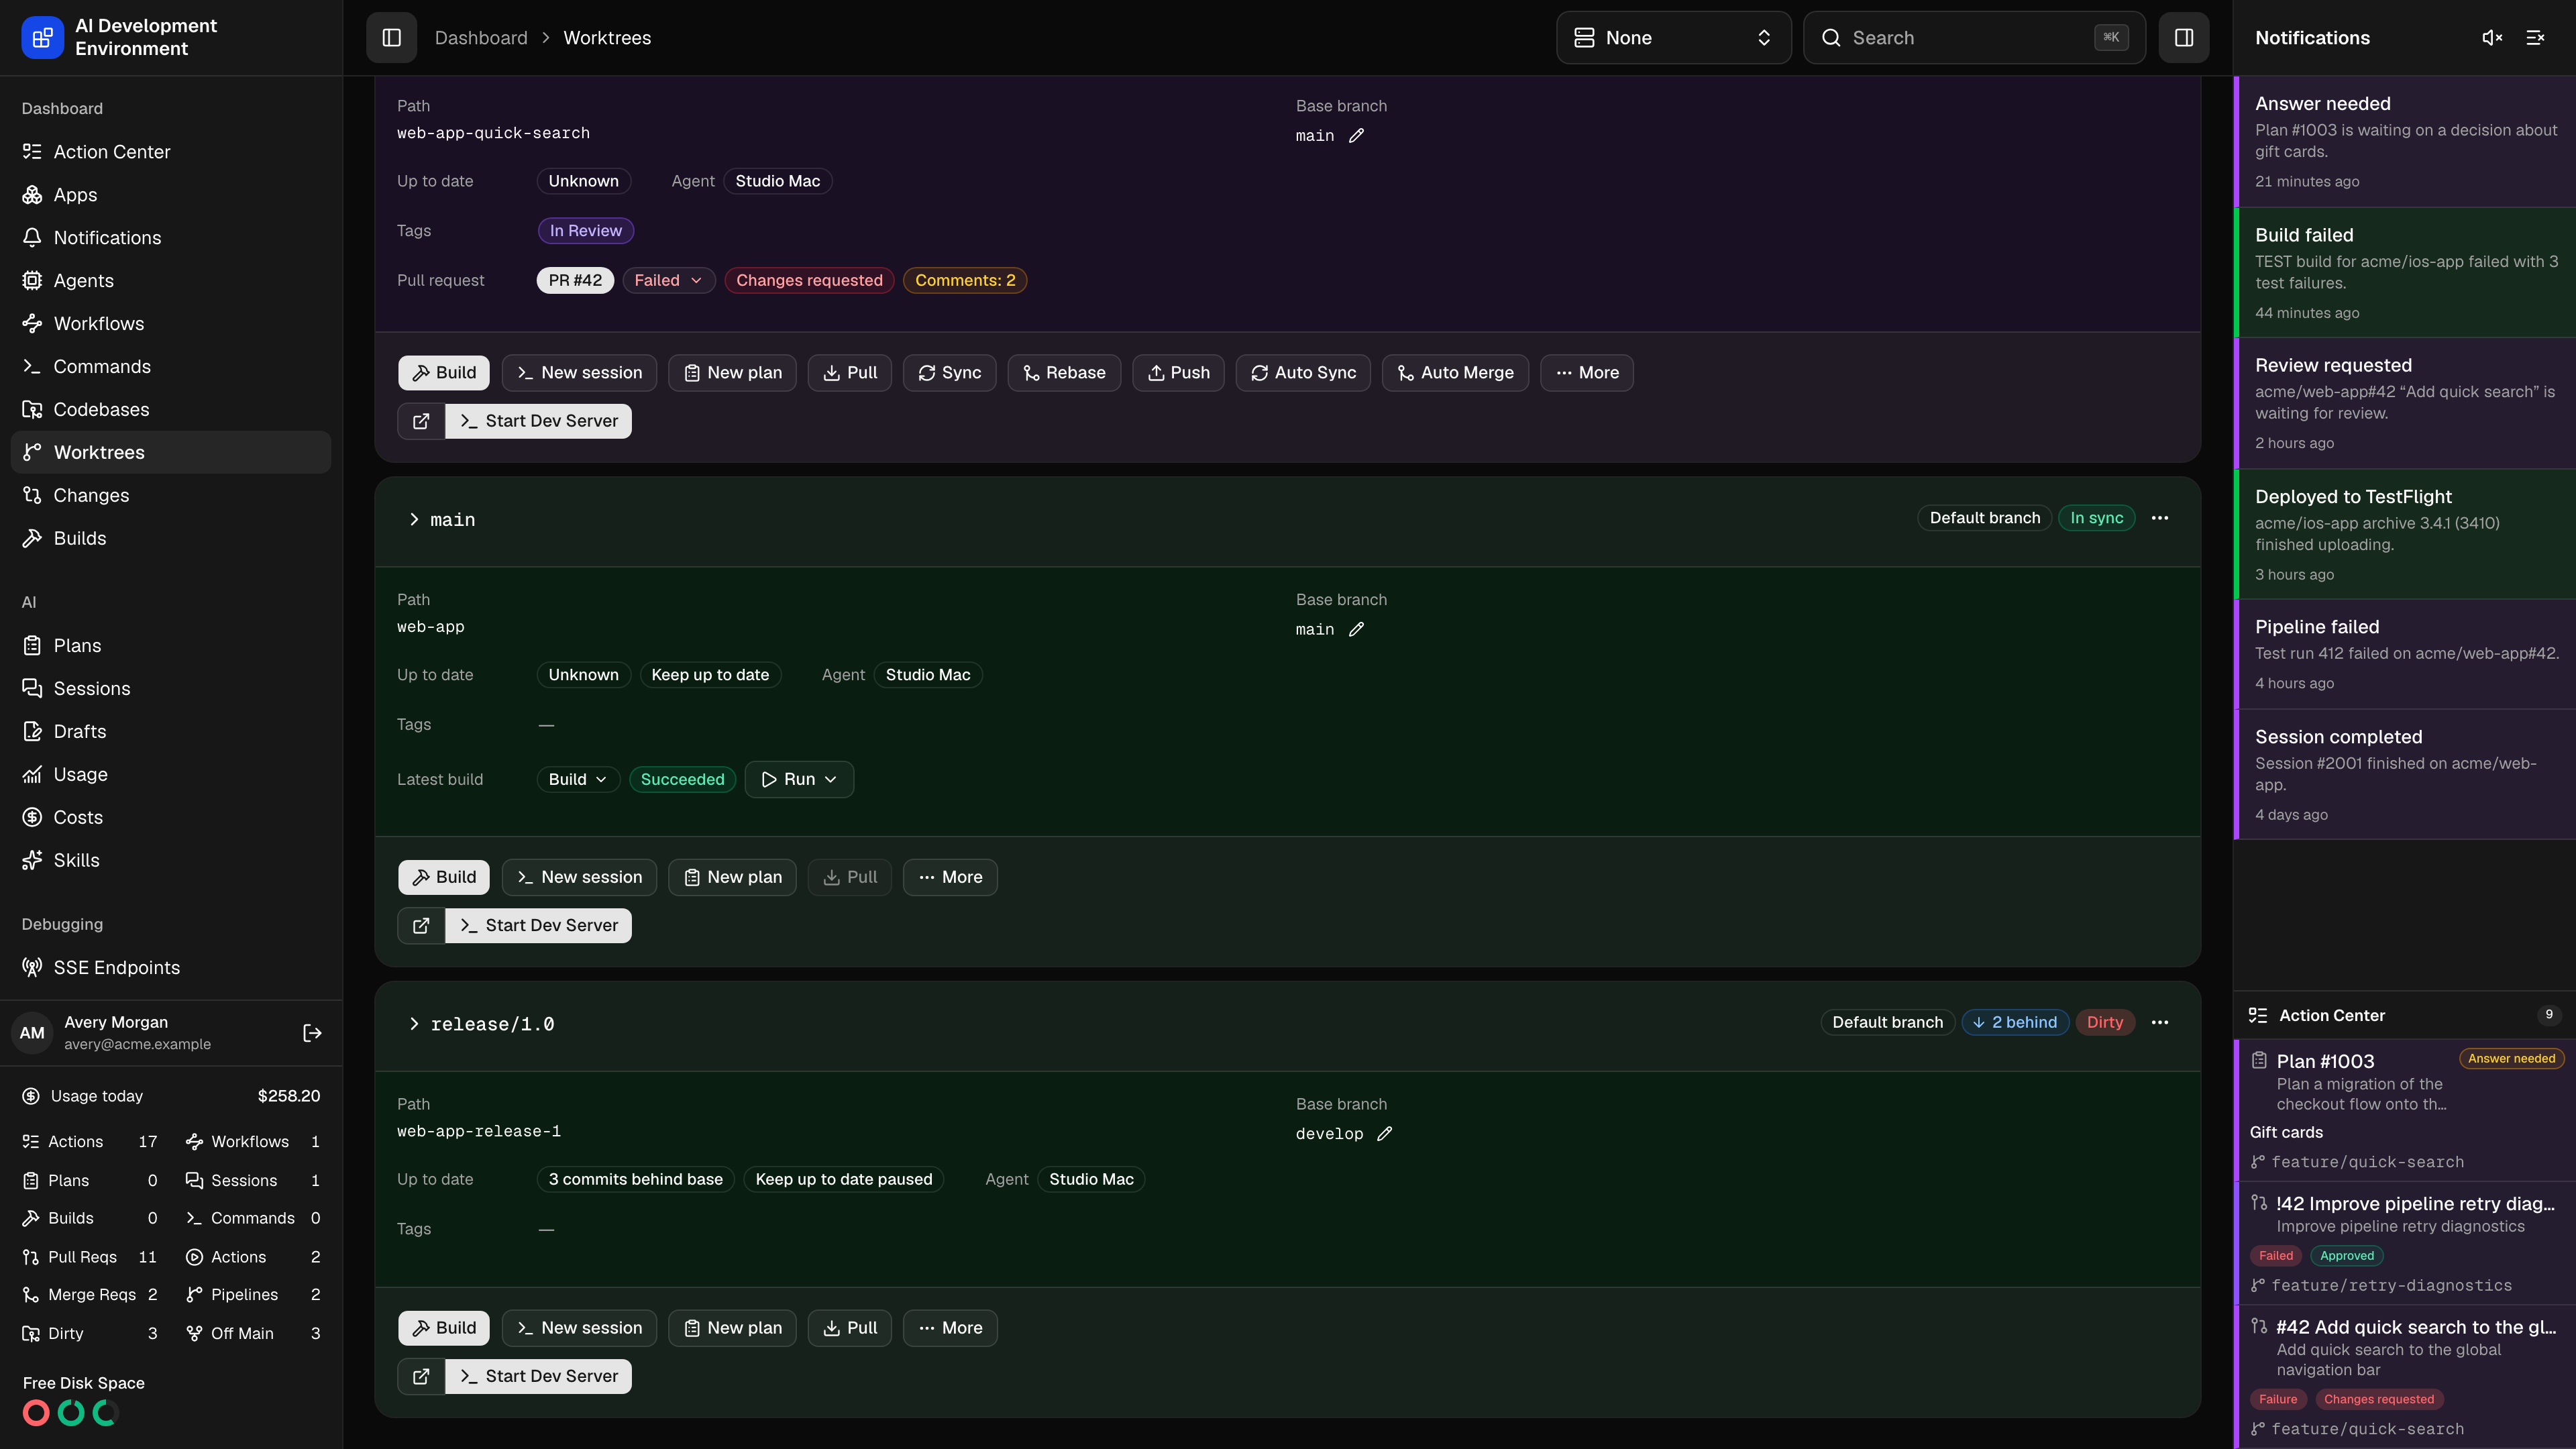 AI Development
Environment
Dashboard
Action Center
Apps
Notifications
Agents
Workflows
Commands
Codebases
Worktrees
Changes
Builds
AI
Plans
Sessions
Drafts
Usage
Costs
Skills
Debugging
SSE Endpoints
AM
Avery Morgan
avery@acme.example
Usage today $258.20
Actions 17 Workflows 1
Plans 0 Sessions 1
Builds 0 Commands 0
Pull Reqs 11 Actions 2
Merge Reqs 2 Pipelines 2
Dirty 3 Off Main 3
Free Disk Space
Dashboard > Worktrees
None
Search ⌘K
Path Base branch
web-app-quick-search main
Up to date Unknown Agent Studio Mac
Tags In Review
Pull request PR #42 Failed Changes requested Comments: 2
Build New session New plan Pull Sync Rebase Push Auto Sync Auto Merge More
Start Dev Server
main Default branch In sync
Path Base branch
web-app main
Up to date Unknown Keep up to date Agent Studio Mac
Tags —
Latest build Build Succeeded Run
Build New session New plan Pull More
Start Dev Server
release/1.0 Default branch ↓ 2 behind Dirty
Path Base branch
web-app-release-1 develop
Up to date 3 commits behind base Keep up to date paused Agent Studio Mac
Tags —
Build New session New plan Pull More
Start Dev Server
Notifications
Answer needed
Plan #1003 is waiting on a decision about
gift cards.
21 minutes ago
Build failed
TEST build for acme/ios-app failed with 3
test failures.
44 minutes ago
Review requested
acme/web-app#42 “Add quick search” is
waiting for review.
2 hours ago
Deployed to TestFlight
acme/ios-app archive 3.4.1 (3410)
finished uploading.
3 hours ago
Pipeline failed
Test run 412 failed on acme/web-app#42.
4 hours ago
Session completed
Session #2001 finished on acme/web-
app.
4 days ago
Action Center 9
Plan #1003 Answer needed
Plan a migration of the
checkout flow onto th...
Gift cards
feature/quick-search
!42 Improve pipeline retry diag...
Improve pipeline retry diagnostics
Failed Approved
feature/retry-diagnostics
#42 Add quick search to the gl...
Add quick search to the global
navigation bar
Failure Changes requested
feature/quick-search